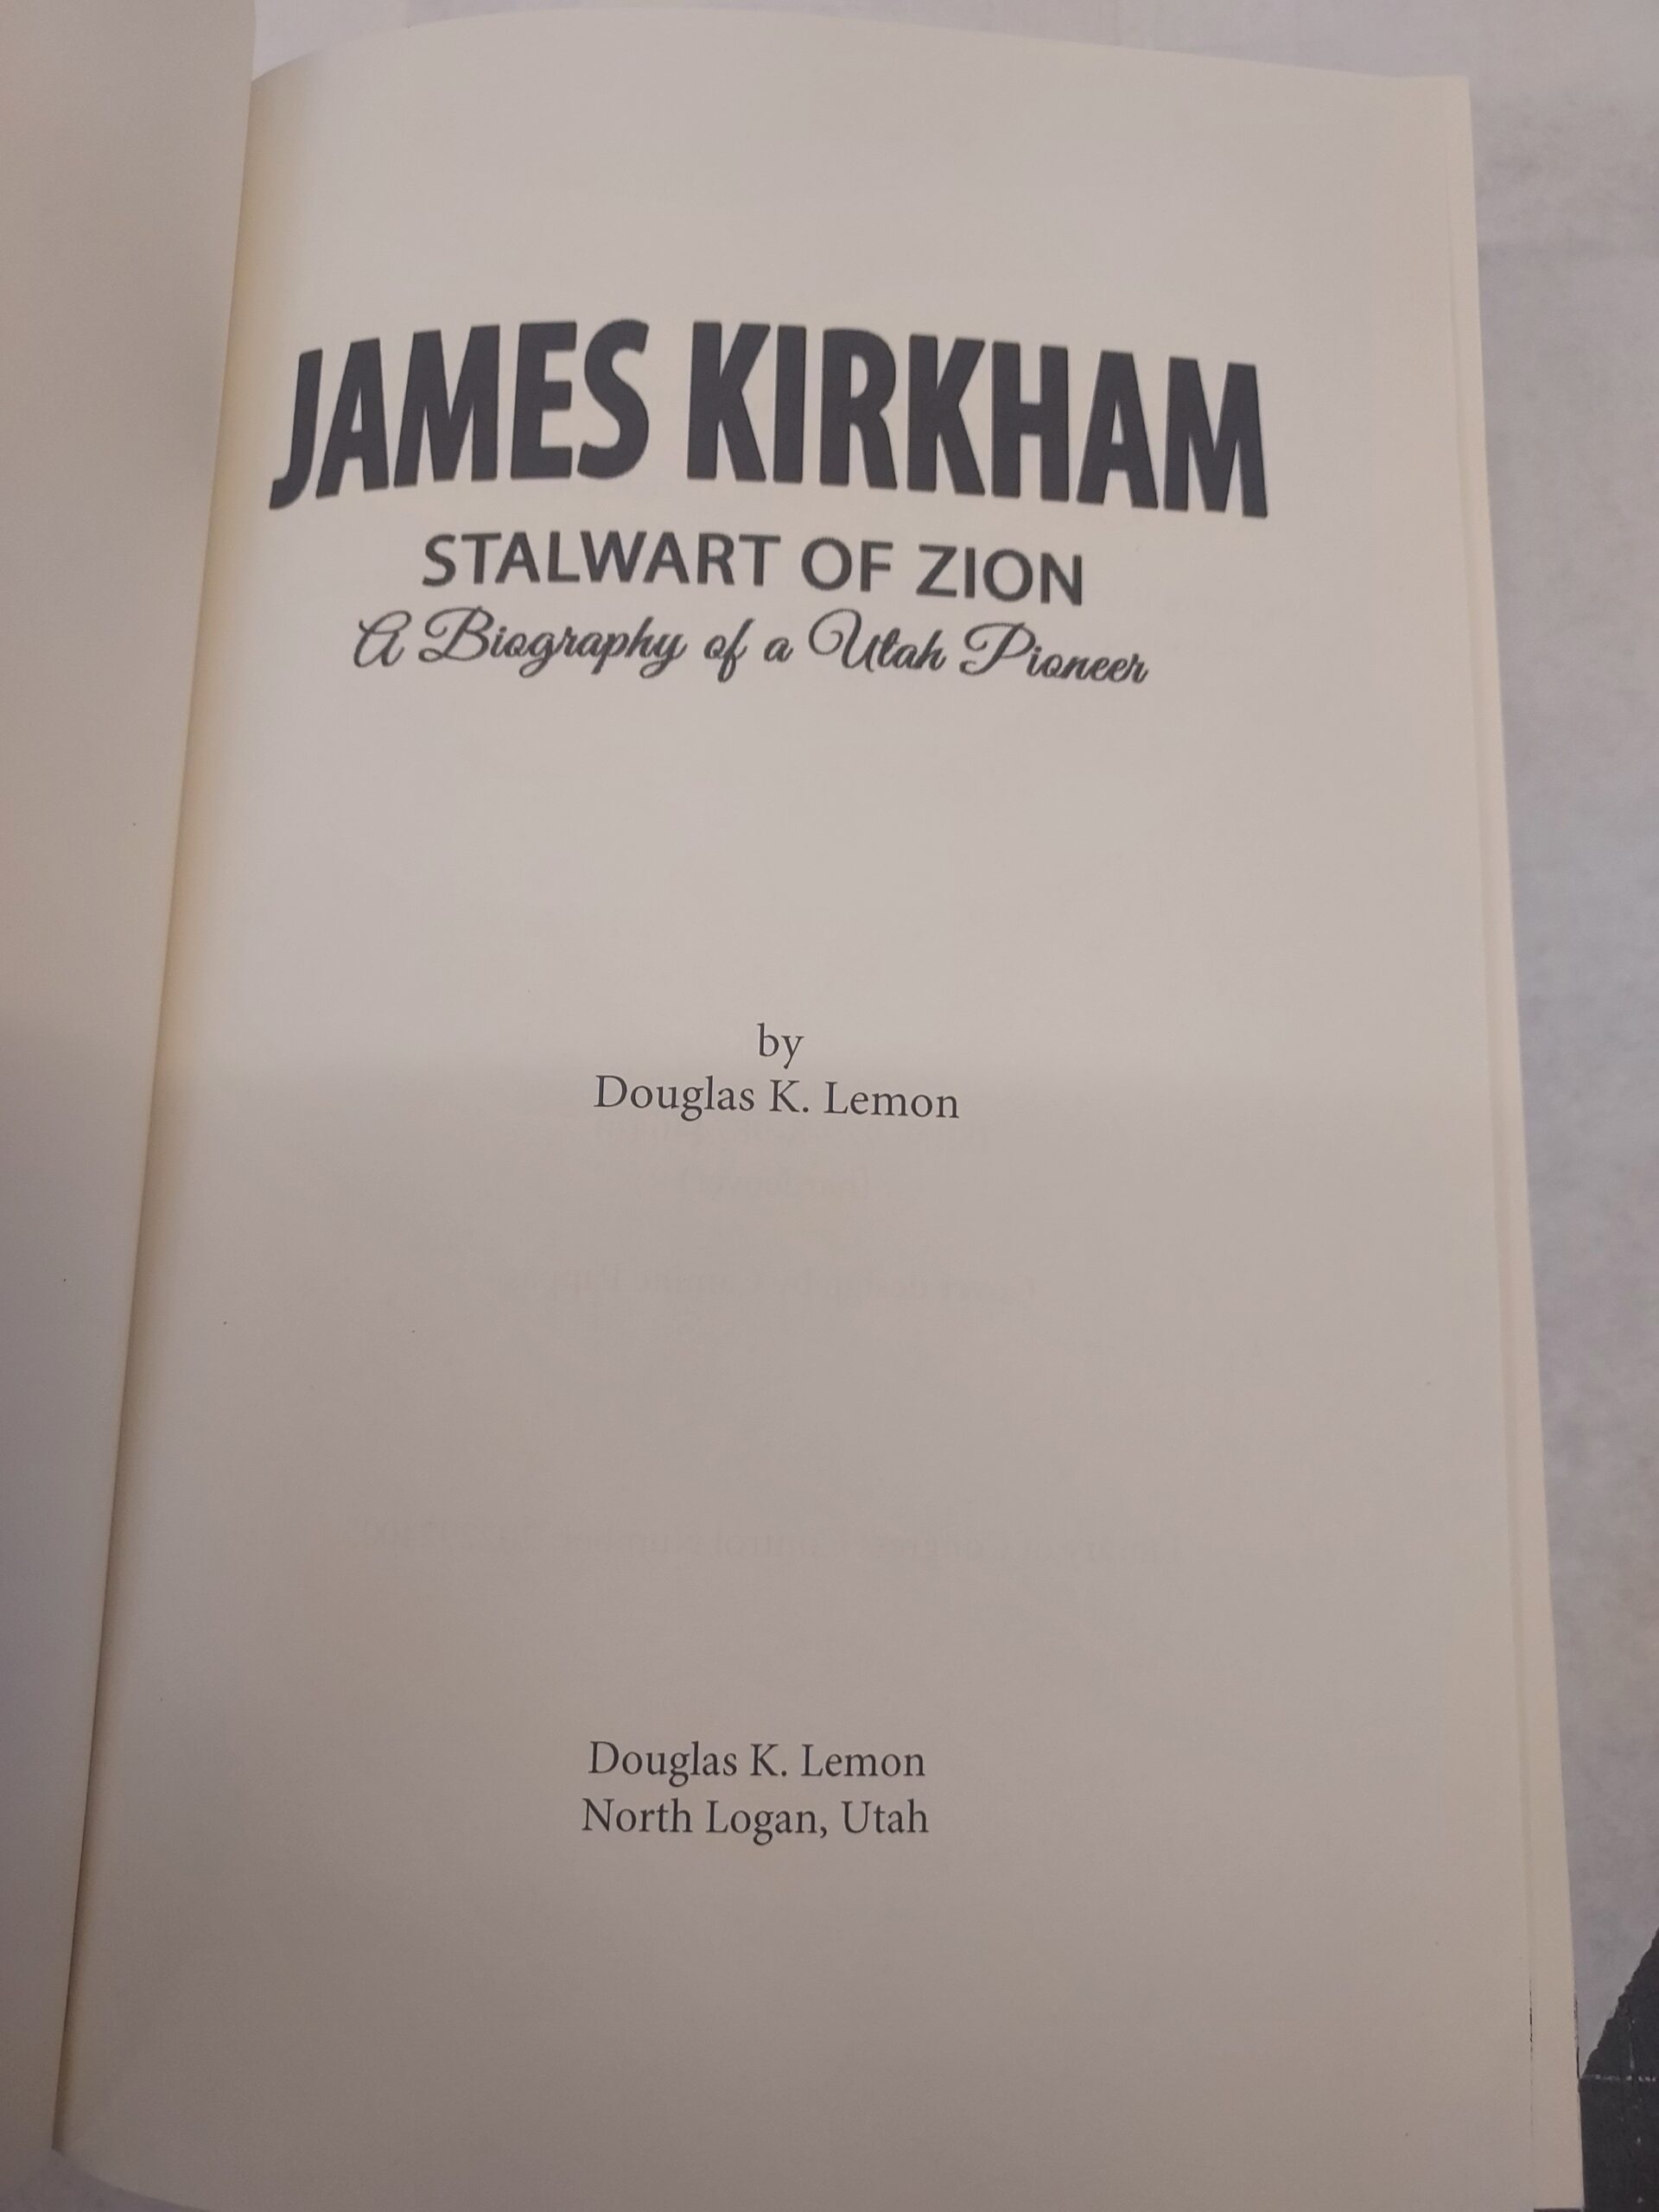 JAMES KIRKHAM
STALWART OF ZION
A Biography of a Utah Pioneer
by
Douglas K. Lemon
Douglas K. Lemon
North Logan, Utah